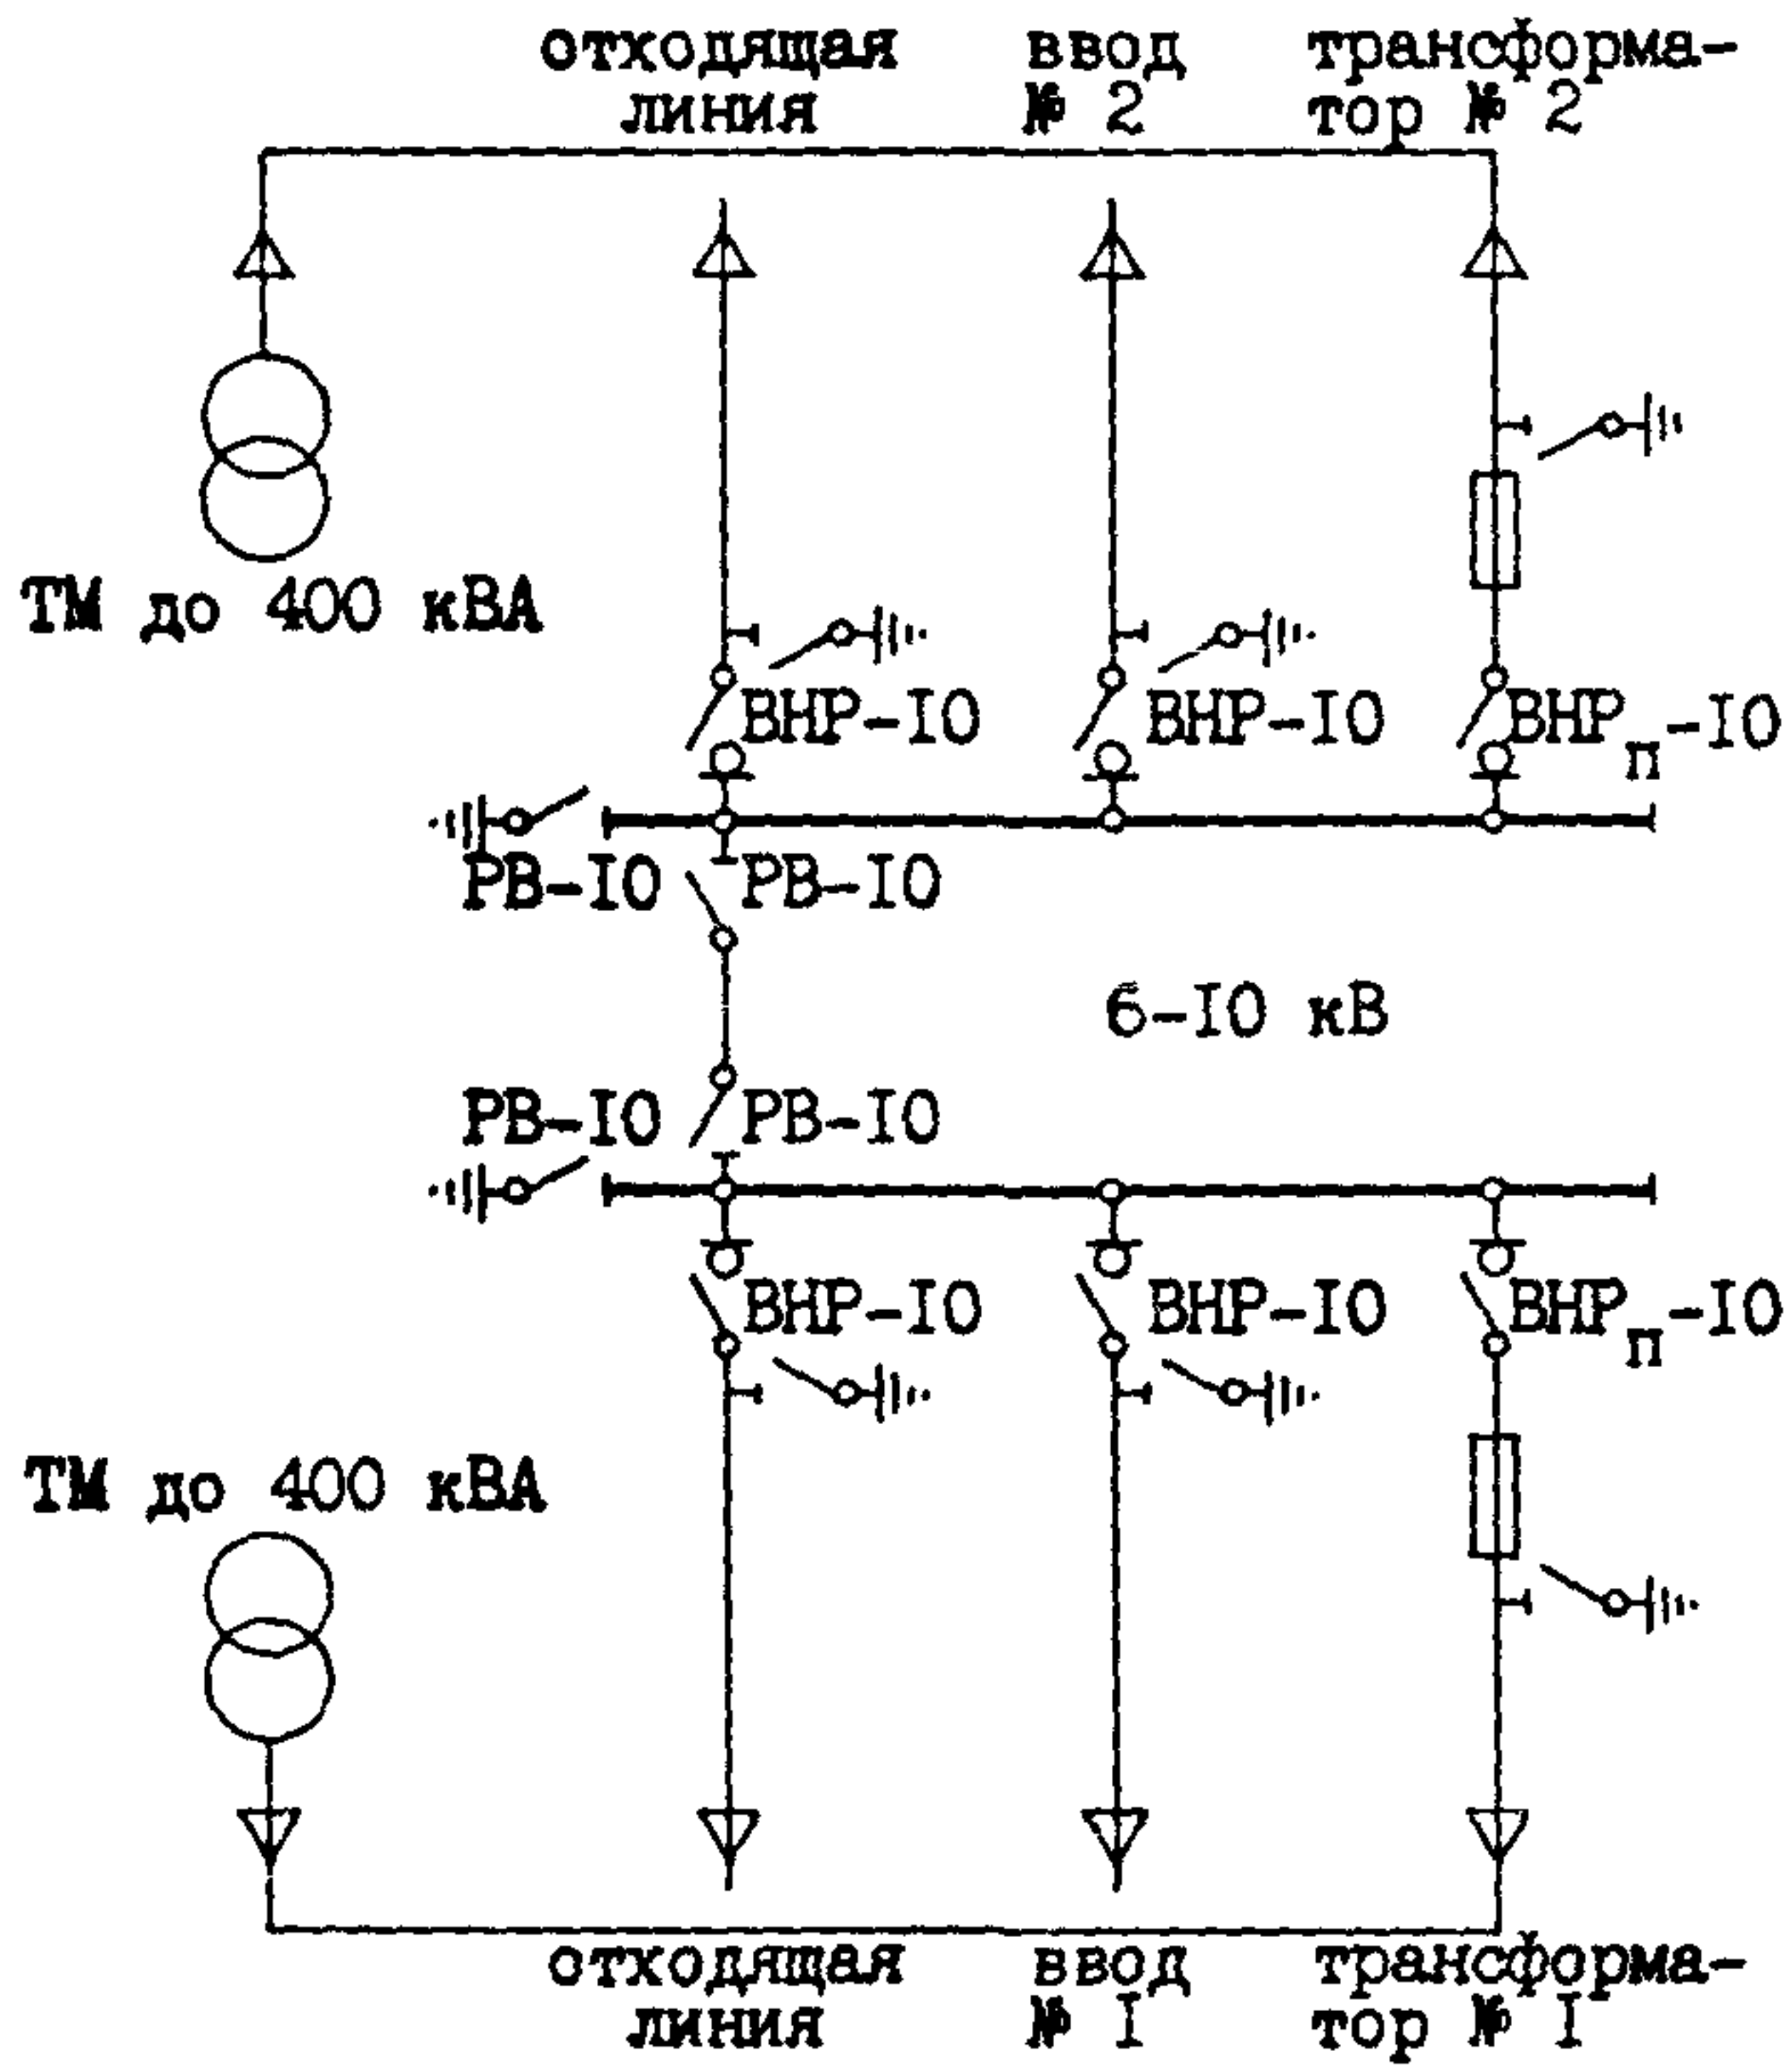 отходящая
линия
ввод
№ 2
трансформа-
тор № 2
ТМ до 400 кВА
ВНР-10
ВНР-10
ВНРп-10
РВ-10
РВ-10
6-10 кВ
РВ-10
РВ-10
ВНР-10
ВНР-10
ВНРп-10
ТМ до 400 кВА
отходящая
линия
ввод
№ I
трансформа-
тор № I